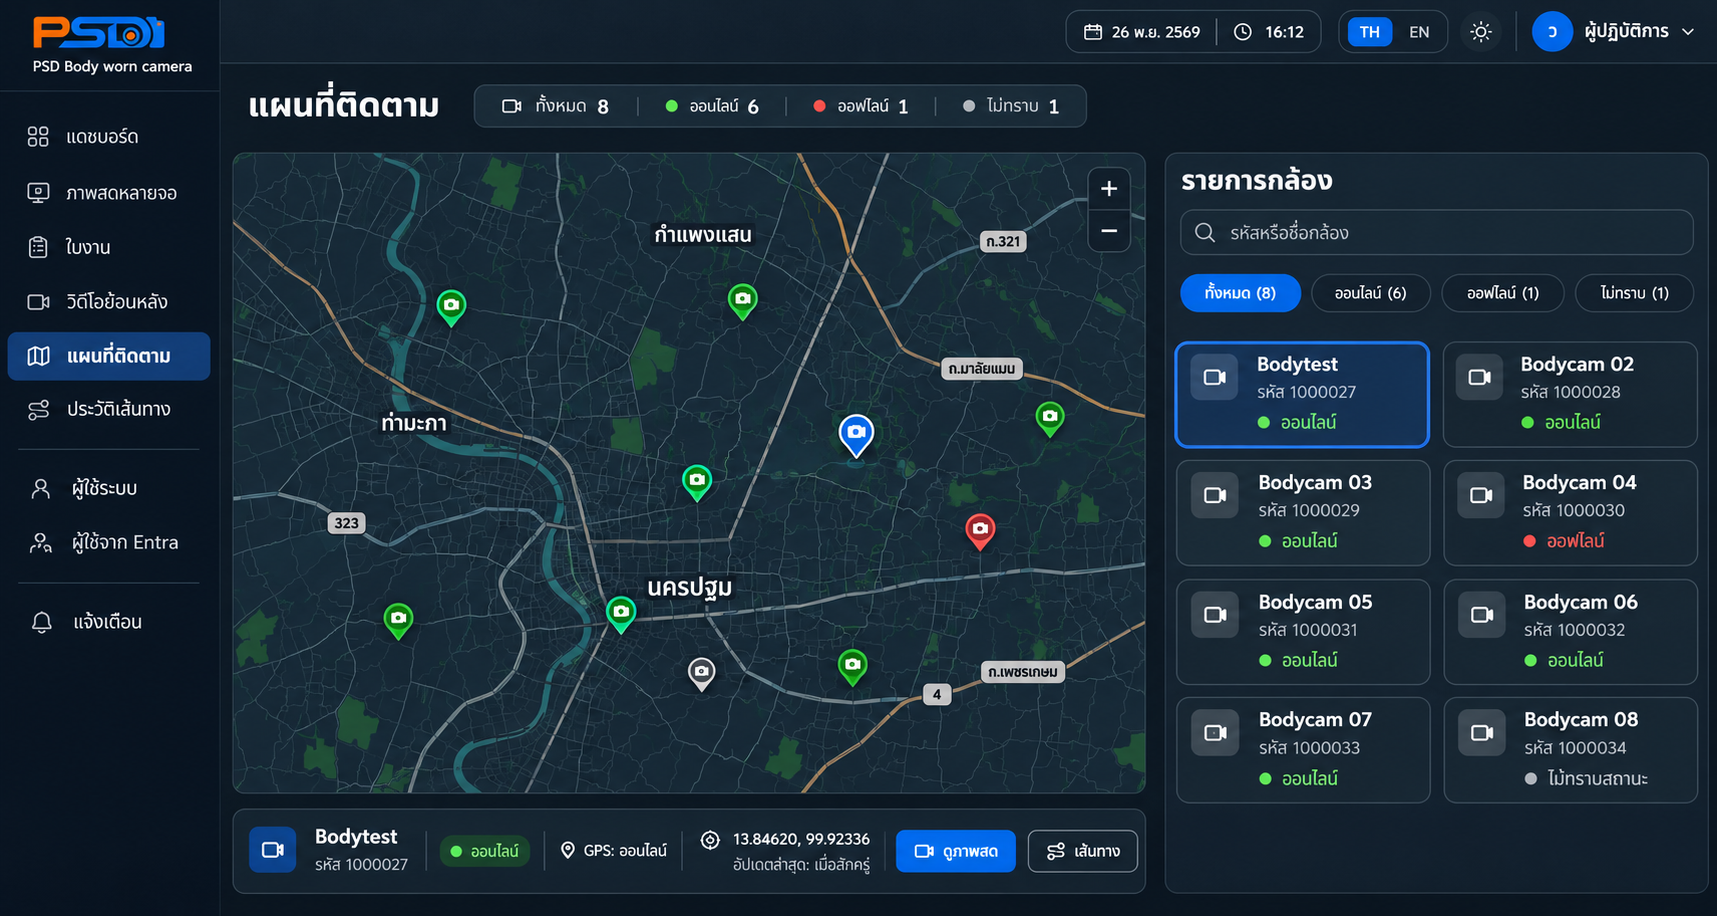 PSD
PSD Body worn camera
26 พ.ย. 2569
16:12
TH
EN
ว
ผู้ปฏิบัติการ
แดชบอร์ด
ภาพสดหลายจอ
ใบงาน
วิดีโอย้อนหลัง
แผนที่ติดตาม
ประวัติเส้นทาง
ผู้ใช้ระบบ
ผู้ใช้จาก Entra
แจ้งเตือน
แผนที่ติดตาม
ทั้งหมด 8
ออนไลน์ 6
ออฟไลน์ 1
ไม่ทราบ 1
+
−
กำแพงแสน
ก.321
ถ.มาลัยแมน
ท่ามะกา
323
นครปฐม
ถ.เพชรเกษม
4
Bodytest
รหัส 1000027
ออนไลน์
GPS: ออนไลน์
13.84620, 99.92336
อัปเดตล่าสุด: เมื่อสักครู่
ดูภาพสด
เส้นทาง
รายการกล้อง
รหัสหรือชื่อกล้อง
ทั้งหมด (8)
ออนไลน์ (6)
ออฟไลน์ (1)
ไม่ทราบ (1)
Bodytest
รหัส 1000027
ออนไลน์
Bodycam 02
รหัส 1000028
ออนไลน์
Bodycam 03
รหัส 1000029
ออนไลน์
Bodycam 04
รหัส 1000030
ออฟไลน์
Bodycam 05
รหัส 1000031
ออนไลน์
Bodycam 06
รหัส 1000032
ออนไลน์
Bodycam 07
รหัส 1000033
ออนไลน์
Bodycam 08
รหัส 1000034
ไม้ทราบสถานะ